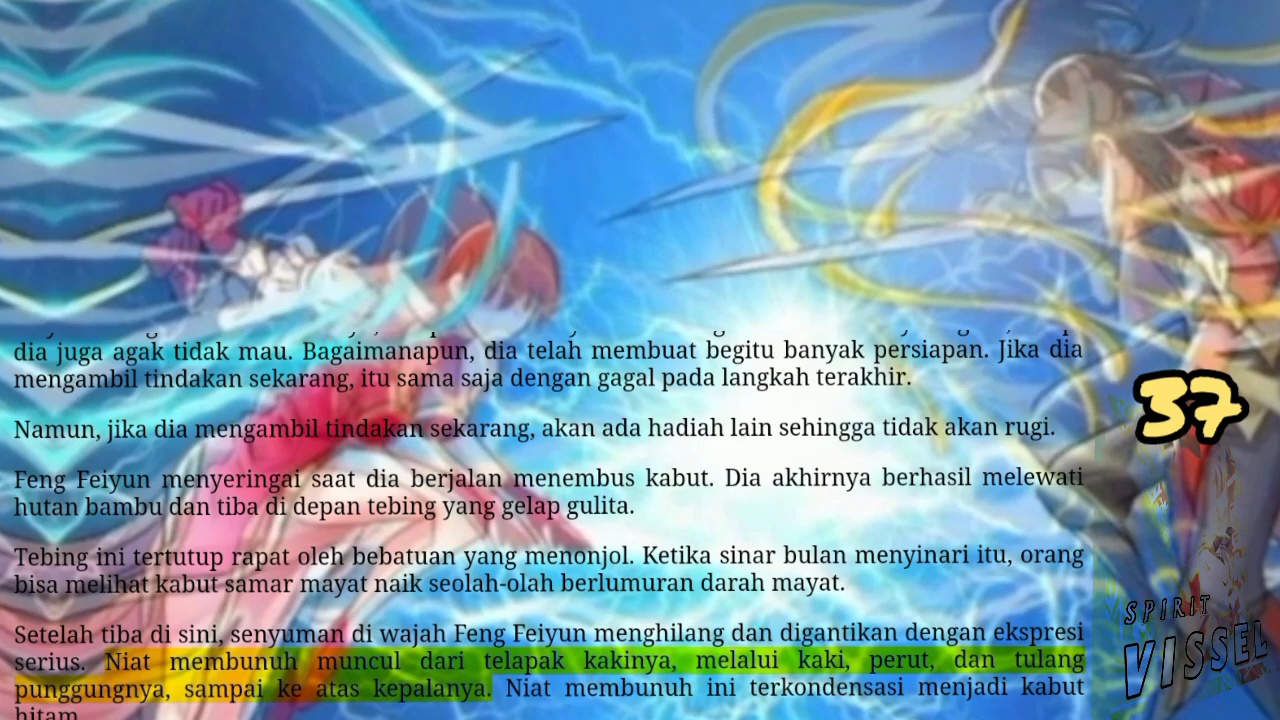 dia juga agak tidak mau. Bagaimanapun, dia telah membuat begitu banyak persiapan. Jika dia
mengambil tindakan sekarang, itu sama saja dengan gagal pada langkah terakhir.
Namun, jika dia mengambil tindakan sekarang, akan ada hadiah lain sehingga tidak akan rugi.
Feng Feiyun menyeringai saat dia berjalan menembus kabut. Dia akhirnya berhasil melewati
hutan bambu dan tiba di depan tebing yang gelap gulita.
Tebing ini tertutup rapat oleh bebatuan yang menonjol. Ketika sinar bulan menyinari itu, orang
bisa melihat kabut samar mayat naik seolah-olah berlumuran darah mayat.
Setelah tiba di sini, senyuman di wajah Feng Feiyun menghilang dan digantikan dengan ekspresi
serius. Niat membunuh muncul dari telapak kakinya, melalui kaki, perut, dan tulang
punggungnya, sampai ke atas kepalanya. Niat membunuh ini terkondensasi menjadi kabut
hitam
37
SPIRIT
VISSEL